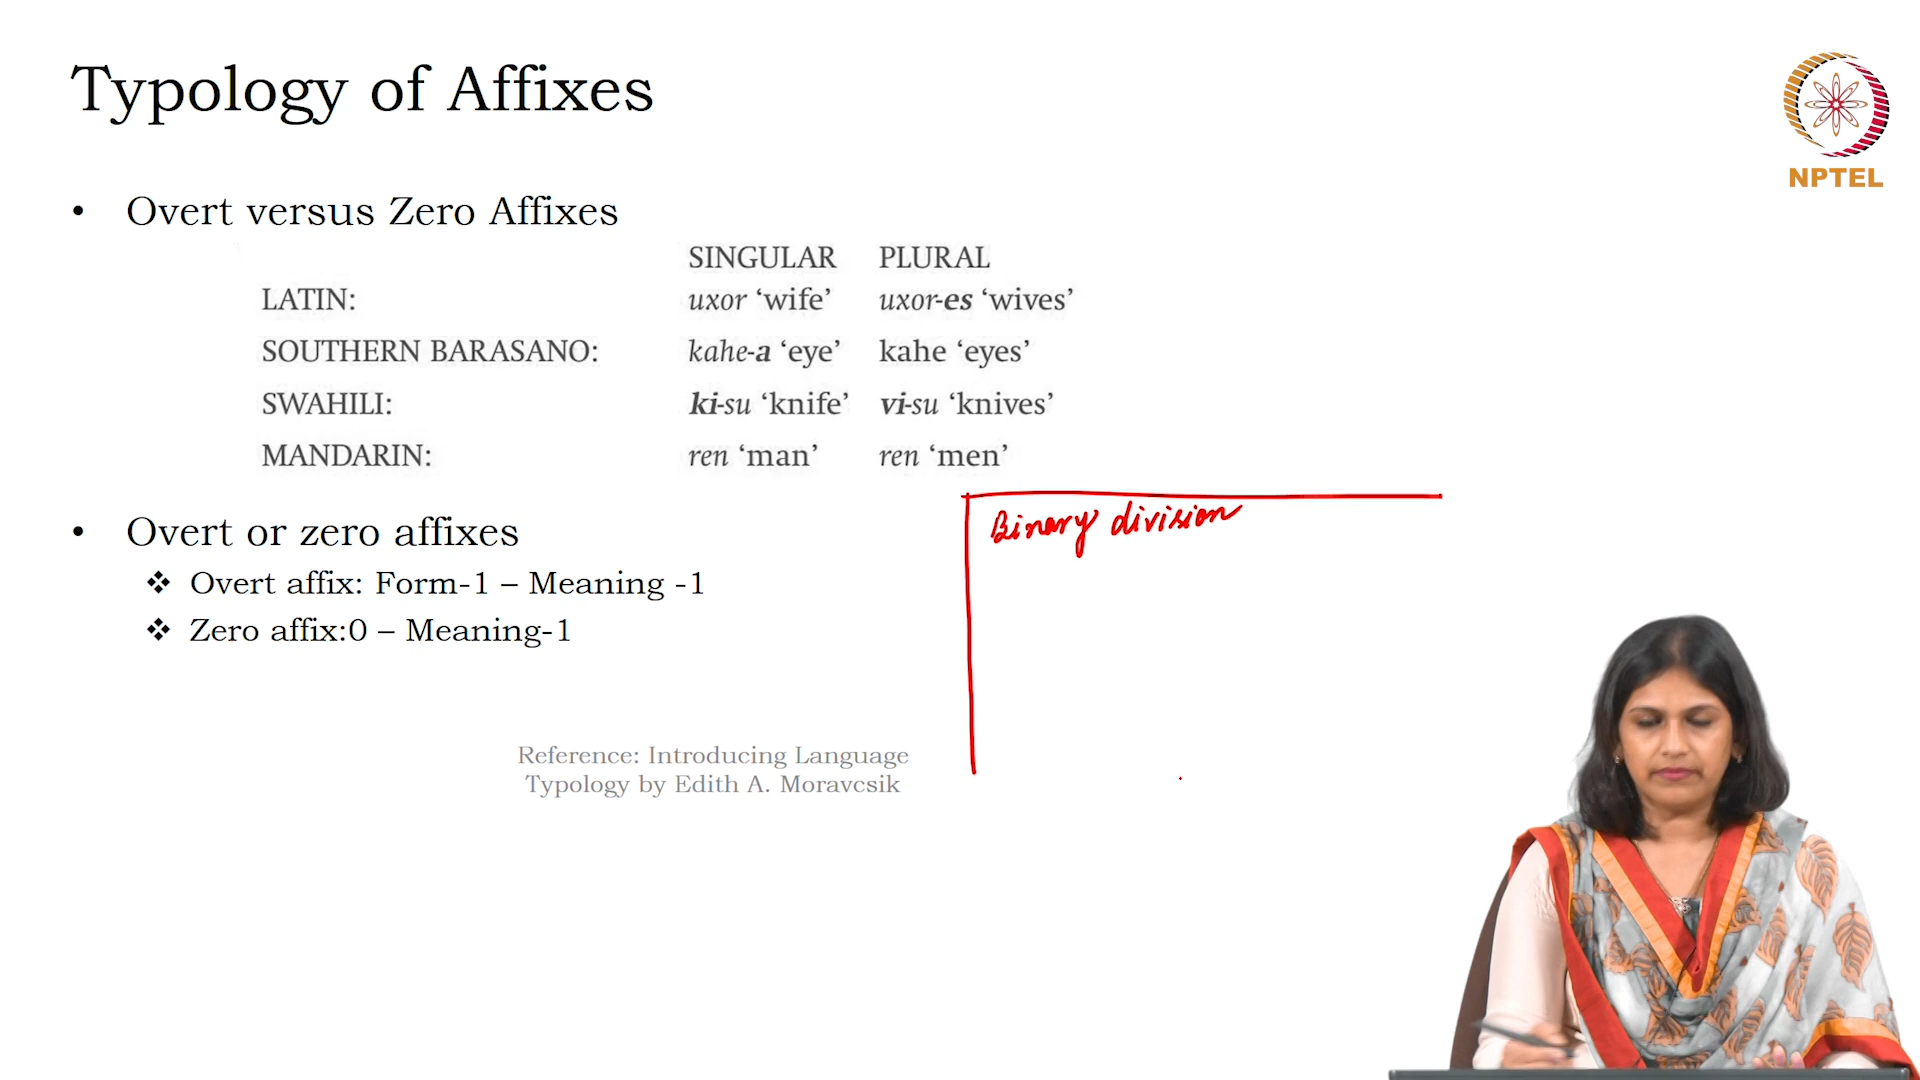 Typology of Affixes
NPTEL
• Overt versus Zero Affixes
SINGULAR PLURAL
LATIN: uxor ‘wife’ uxor-es ‘wives’
SOUTHERN BARASANO: kahe-a ‘eye’ kahe ‘eyes’
SWAHILI: ki-su ‘knife’ vi-su ‘knives’
MANDARIN: ren ‘man’ ren ‘men’
• Overt or zero affixes
Binary division
❖ Overt affix: Form-1 – Meaning -1
❖ Zero affix:0 – Meaning-1
Reference: Introducing Language
Typology by Edith A. Moravcsik